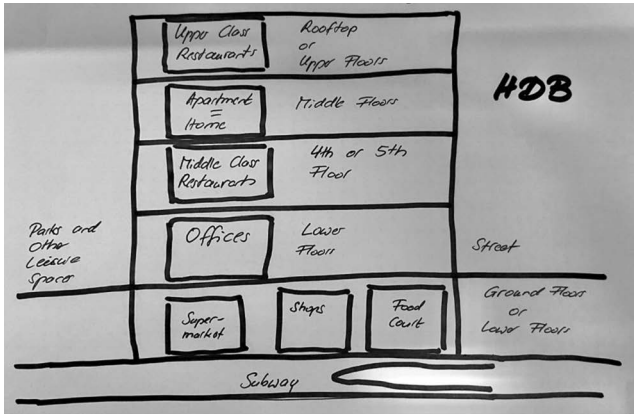 Upper Class
Restaurants
Rooftop
or
Upper Floors
HDB
Apartment
=
Home
Middle Floors
Middle Class
Restaurants
4th or 5th
Floor
Parks and
Other
Leisure
Spaces
Offices
Lower
Floors
Street
Super-
market
Shops
Food
Court
Ground Floors
or
Lower Floors
Subway